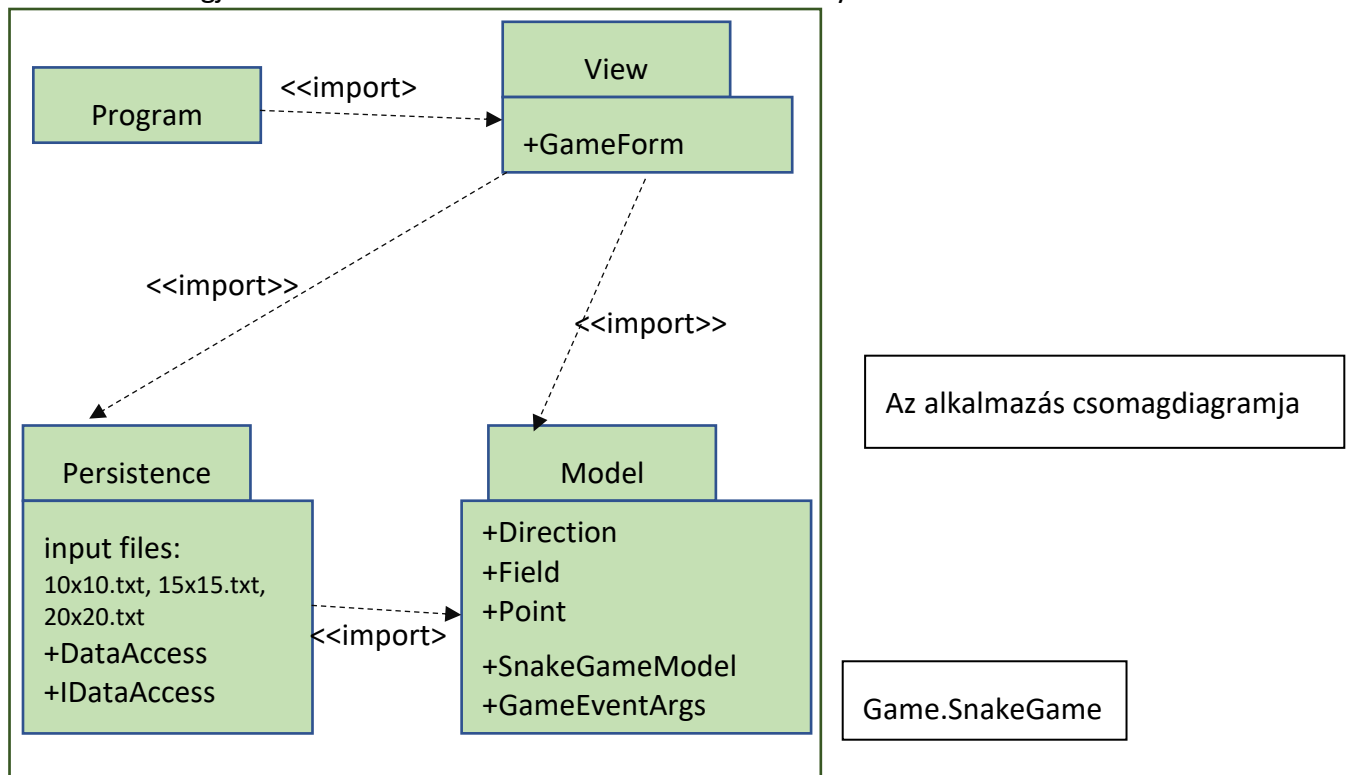 View
<<import>
Program
+GameForm
<<import>>
<<import>>
Az alkalmazás csomagdiagramja
Persistence
Model
input files:
10x10.txt, 15x15.txt,
20x20.txt
+DataAccess
+IDataAccess
<<import>
+Direction
+Field
+Point
+SnakeGameModel
+GameEventArgs
Game.SnakeGame